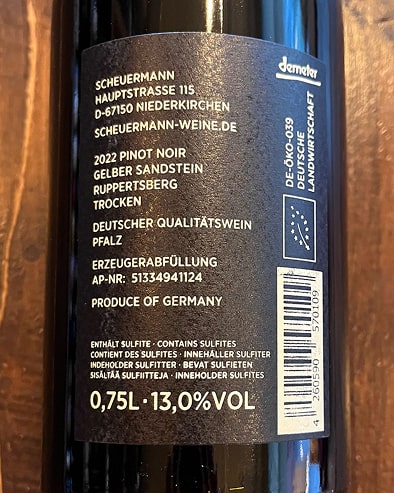 SCHEUERMANN
HAUPTSTRASSE 115
D-67150 NIEDERKIRCHEN
SCHEUERMANN-WEINE.DE
2022 PINOT NOIR
GELBER SANDSTEIN
RUPPERTSBERG
TROCKEN
DEUTSCHER QUALITÄTSWEIN
PFALZ
ERZEUGERABFÜLLUNG
AP-NR: 51334941124
PRODUCE OF GERMANY
ENTHÄLT SULFITE · CONTAINS SULFITES
CONTIENT DES SULFITES · INNEHÅLLER SULFITER
INDEHOLDER SULFITTER · BEVAT SULFIETEN
SISÄLTÄÄ SULFIITTEJA · INNEHOLDER SULFITES
0,75L · 13,0%VOL
demeter
DE-ÖKO-039
DEUTSCHE
LANDWIRTSCHAFT
4 260590 570109